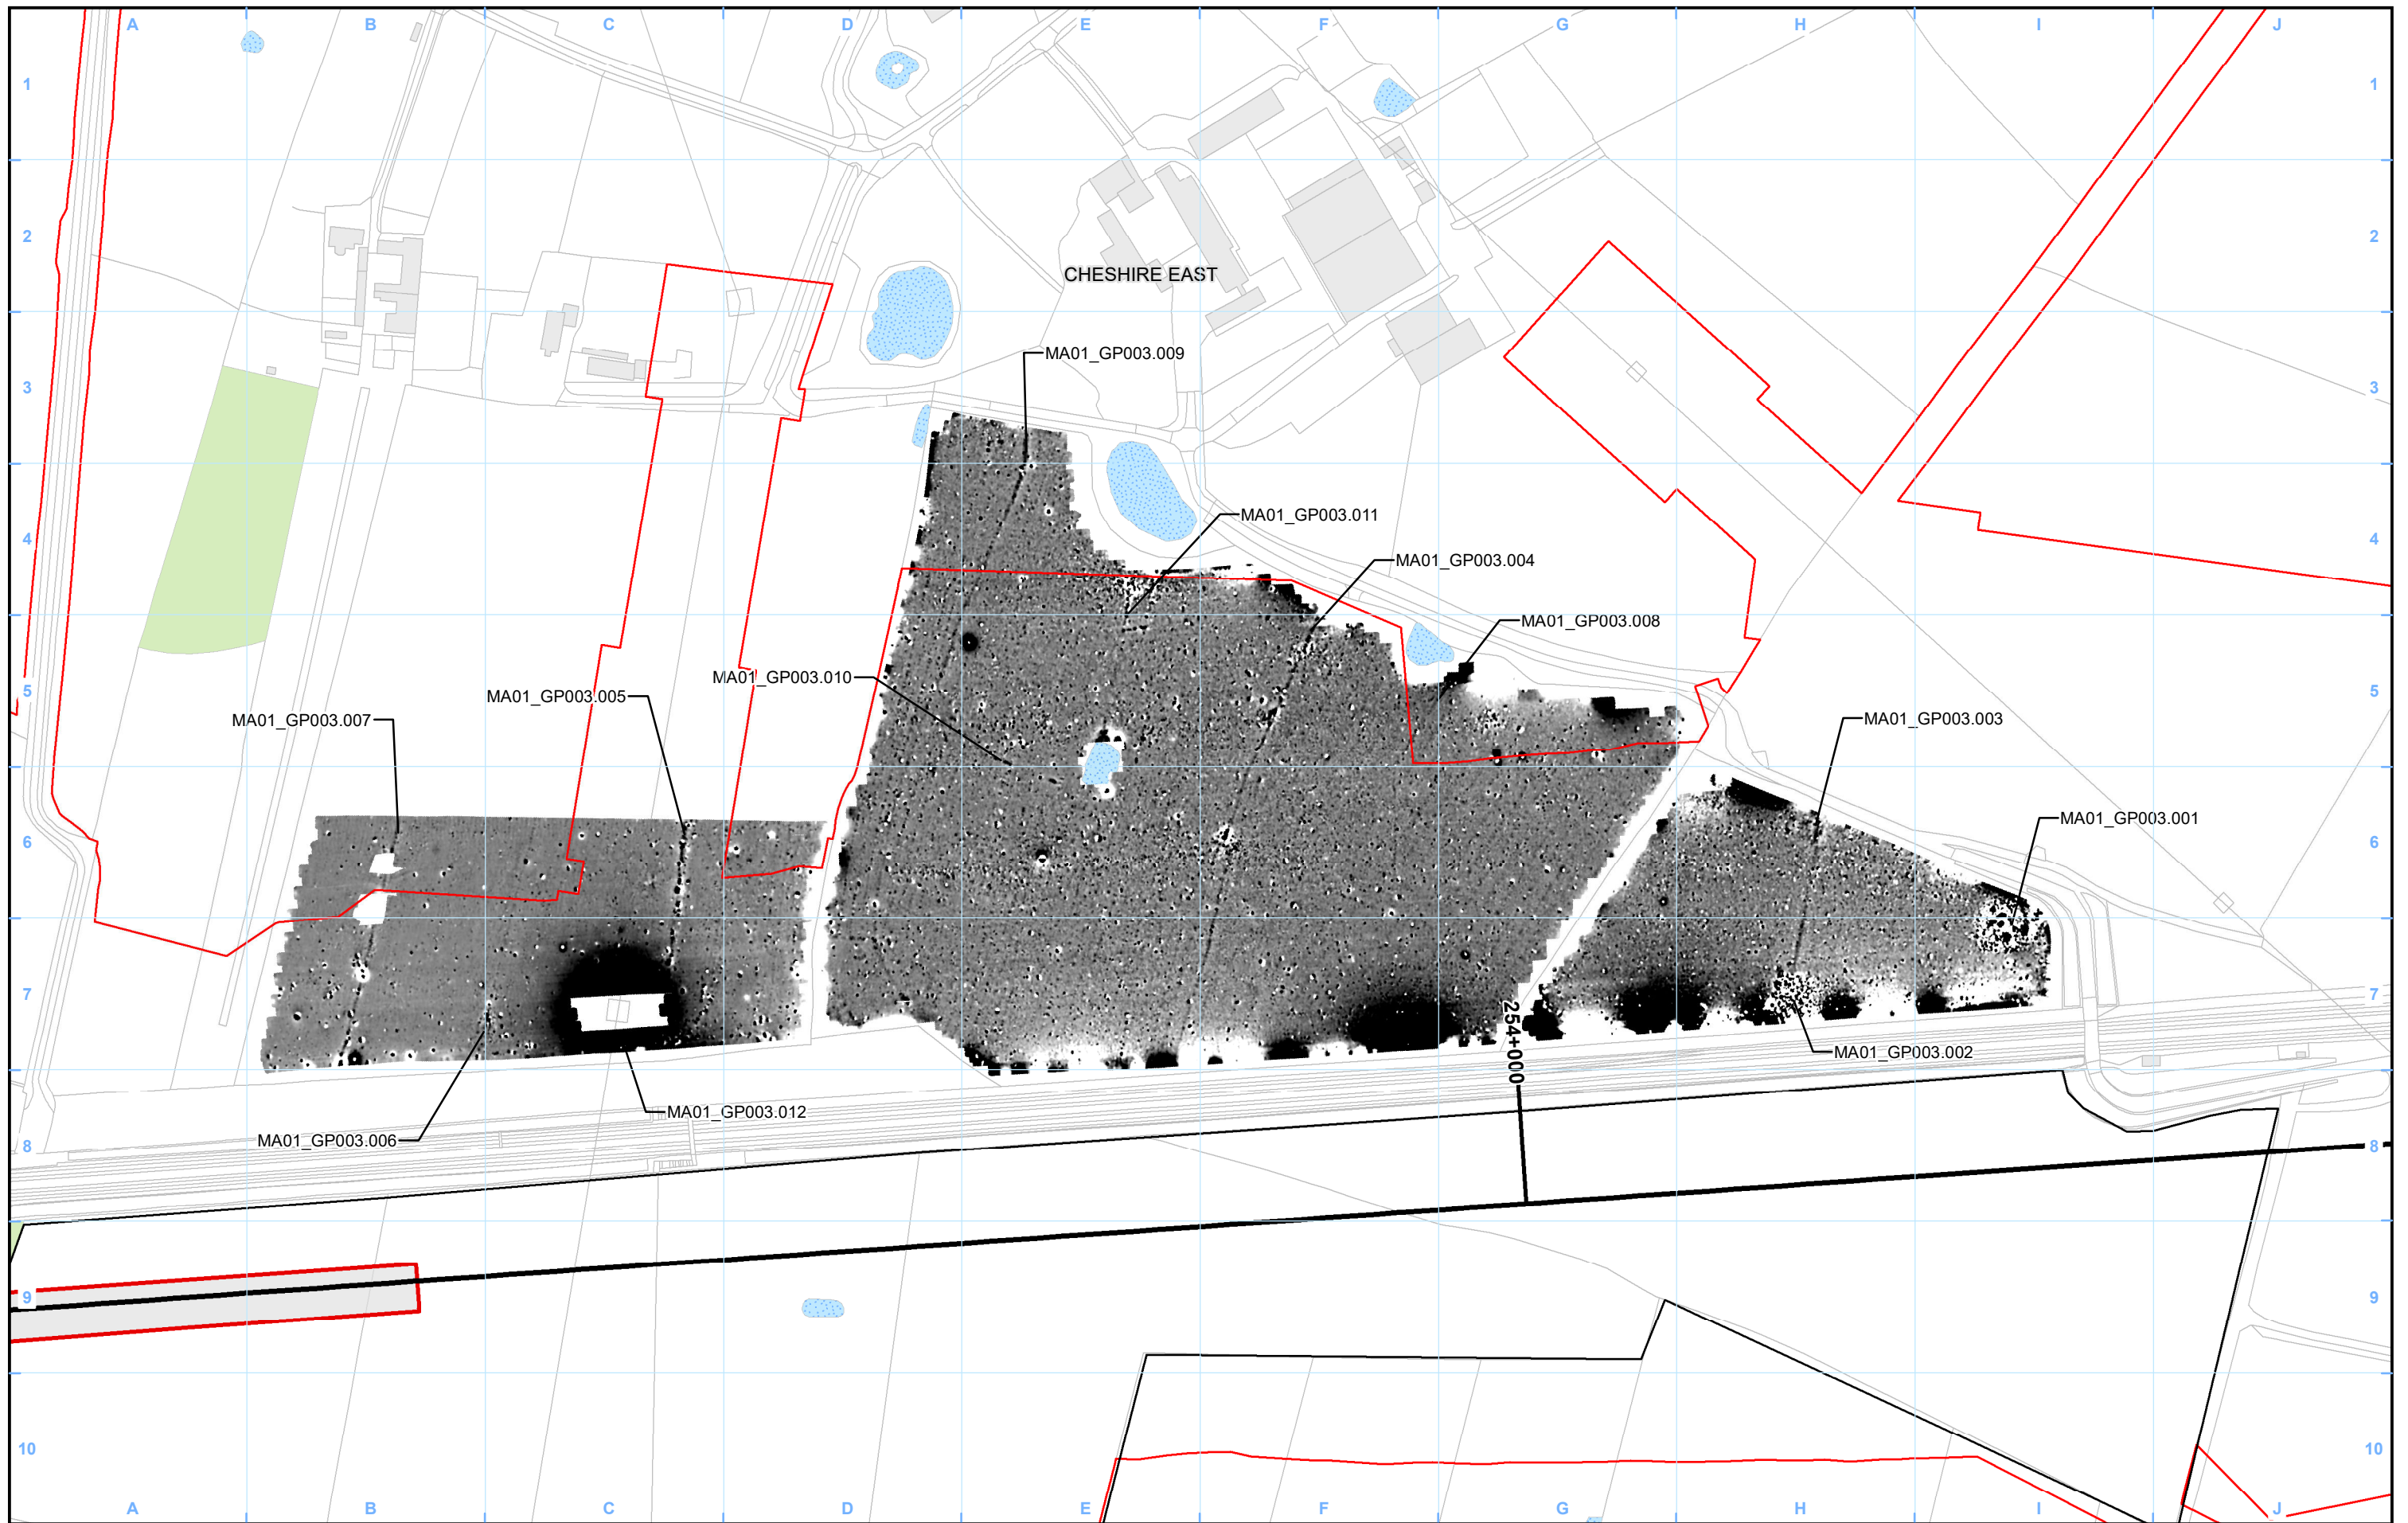 A B C D E F G H I J
1 1
2 2
CHESHIRE EAST
MA01_GP003.009
3 3
MA01_GP003.011
4 4
MA01_GP003.004
MA01_GP003.008
MA01_GP003.010
5 5
MA01_GP003.005
MA01_GP003.007
MA01_GP003.003
MA01_GP003.001
6 6
7 7
254+000
MA01_GP003.002
MA01_GP003.012
MA01_GP003.006
8 8
9 9
10 10
A B C D E F G H I J